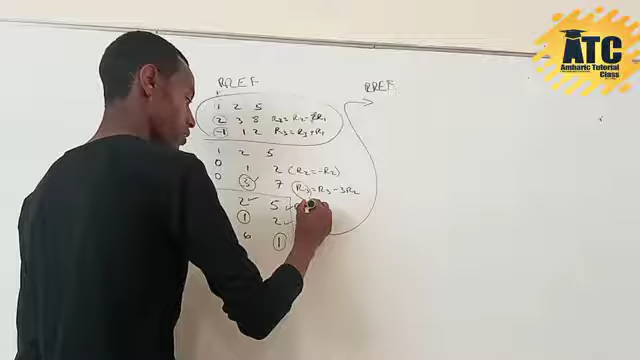 ATC
Amharic Tutorial
Class
RREF
1 2 5
2 3 8 R₂=R₂-2R₁
-1 1 2 R₃=R₃+R₁
1 2 5
0 1 2 (R₂=-R₂)
0 3 7 R₃=R₃-3R₂
2 5
1 2
0 1